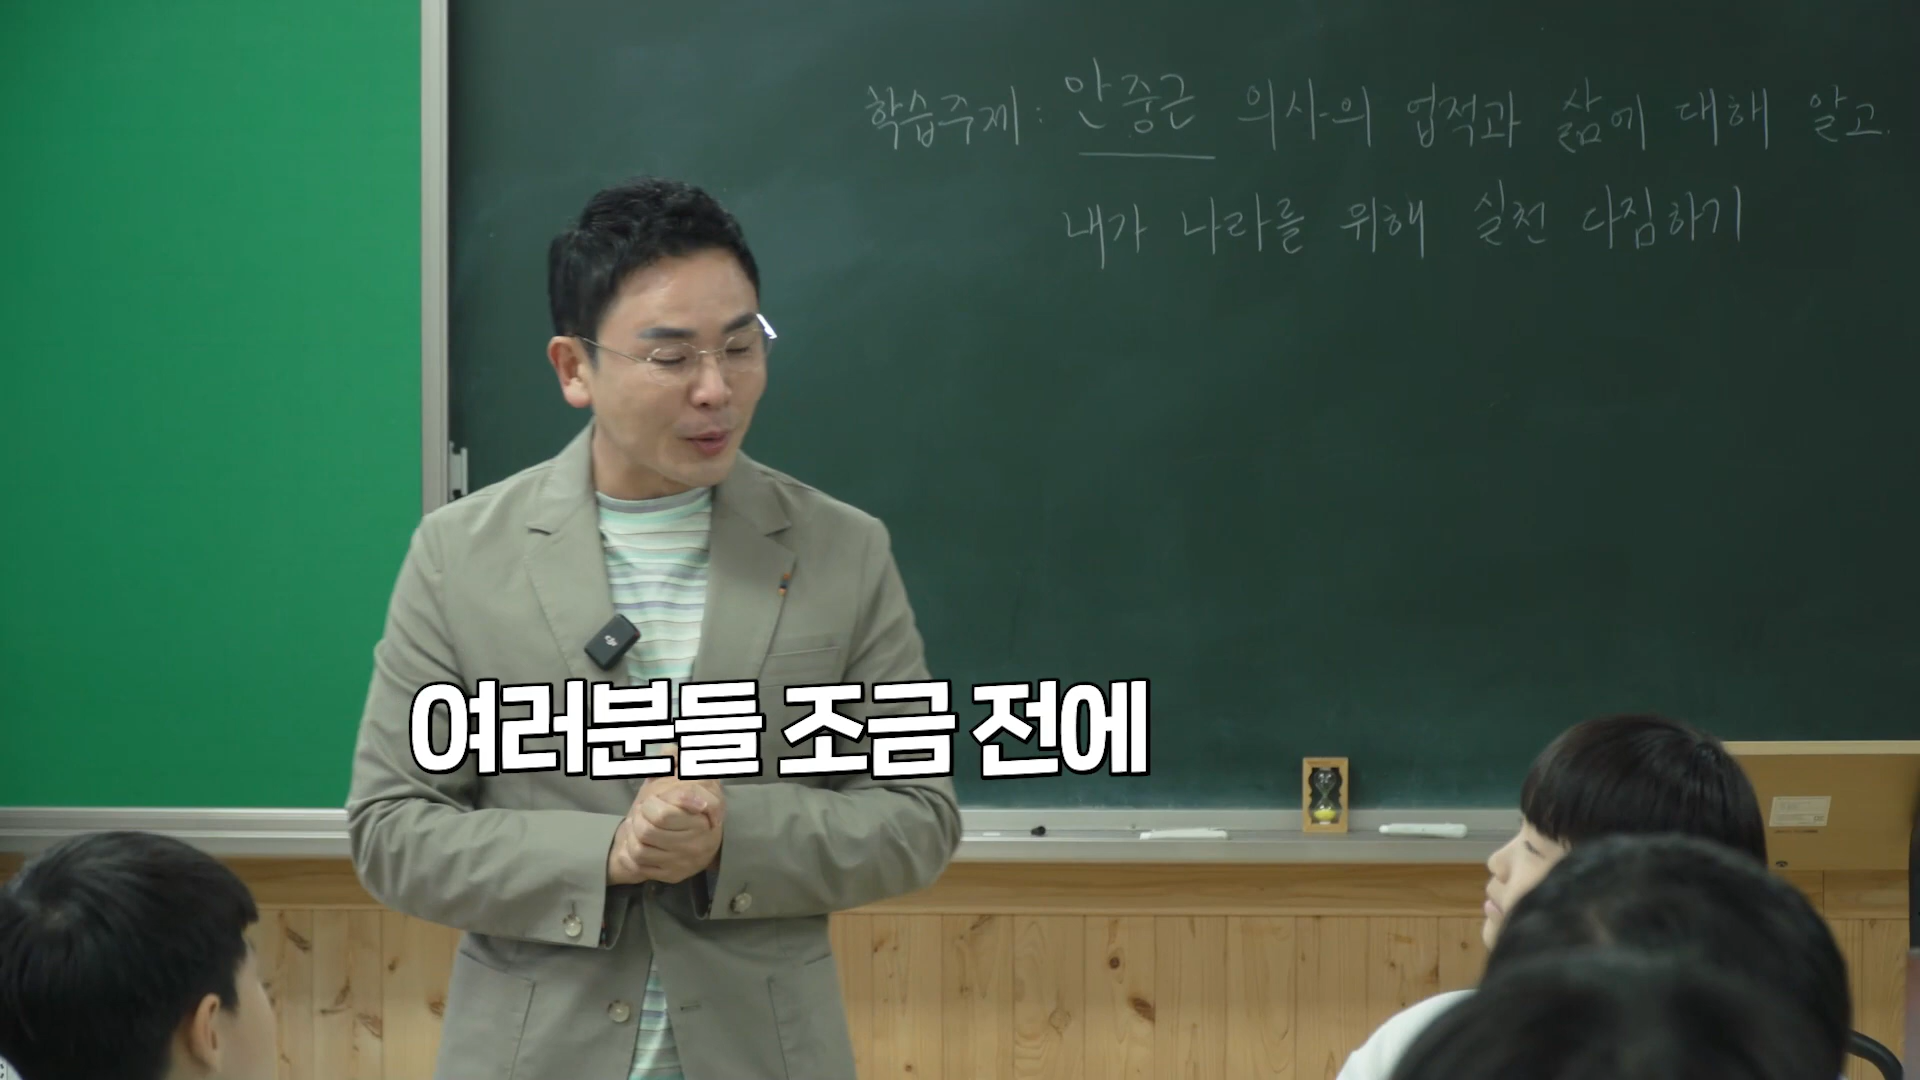 학습주제: 안중근 의사의 업적과 삶에 대해 알고
내가 나라를 위해 실천 다짐하기
dji
여러분들 조금 전에